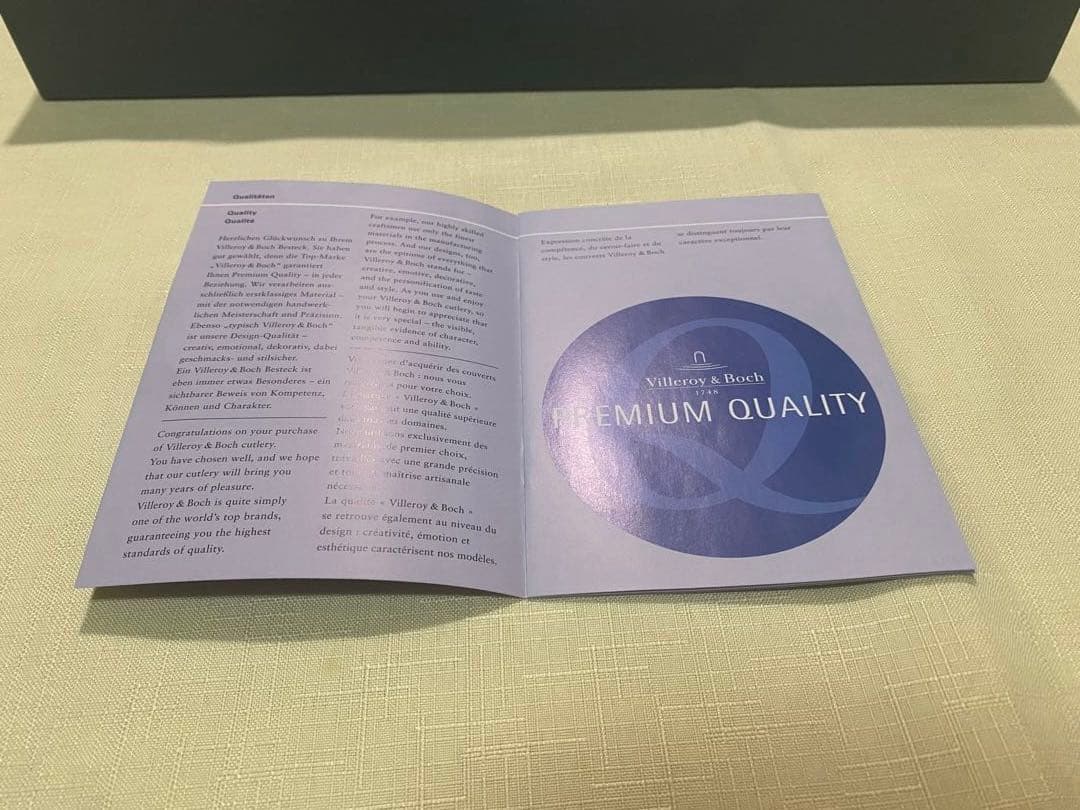 Qualitäten
Quality
Qualité
Herzlichen Glückwunsch zu Ihrem
Villeroy & Boch Besteck. Sie haben
gut gewählt, denn die Top-Marke
„Villeroy & Boch“ garantiert
Ihnen Premium Quality – in jeder
Beziehung. Wir verarbeiten aus-
schließlich erstklassiges Material –
mit der notwendigen handwerk-
lichen Meisterschaft und Präzision.
Ebenso „typisch Villeroy & Boch“
ist unsere Design-Qualität –
creativ, emotional, dekorativ, dabei
geschmacks- und stilsicher.
Ein Villeroy & Boch Besteck ist
eben immer etwas Besonderes – ein
sichtbarer Beweis von Kompetenz,
Können und Charakter.
Congratulations on your purchase
of Villeroy & Boch cutlery.
You have chosen well, and we hope
that our cutlery will bring you
many years of pleasure.
Villeroy & Boch is quite simply
one of the world's top brands,
guaranteeing you the highest
standards of quality.
For example, our highly skilled
craftsmen use only the finest
materials in the manufacturing
process. And our designs, too,
are the epitome of everything that
Villeroy & Boch stands for –
creative, emotive, decorative,
and the personification of taste
and style. As you use and enjoy
your Villeroy & Boch cutlery, so
you will begin to appreciate that
it is very special – the visible,
tangible evidence of character,
competence and ability.
d'acquérir des couverts
& Boch : nous vous
pour votre choix.
« Villeroy & Boch »
une qualité supérieure
domaines.
exclusivement des
de premier choix,
avec une grande précision
et maîtrise artisanale
La qualité « Villeroy & Boch »
se retrouve également au niveau du
design : créativité, émotion et
esthétique caractérisent nos modèles.
Expression concrète de la
compétence, du savoir-faire et du
style, les couverts Villeroy & Boch
se distinguent toujours par leur
caractère exceptionnel.
Villeroy & Boch
1748
PREMIUM QUALITY